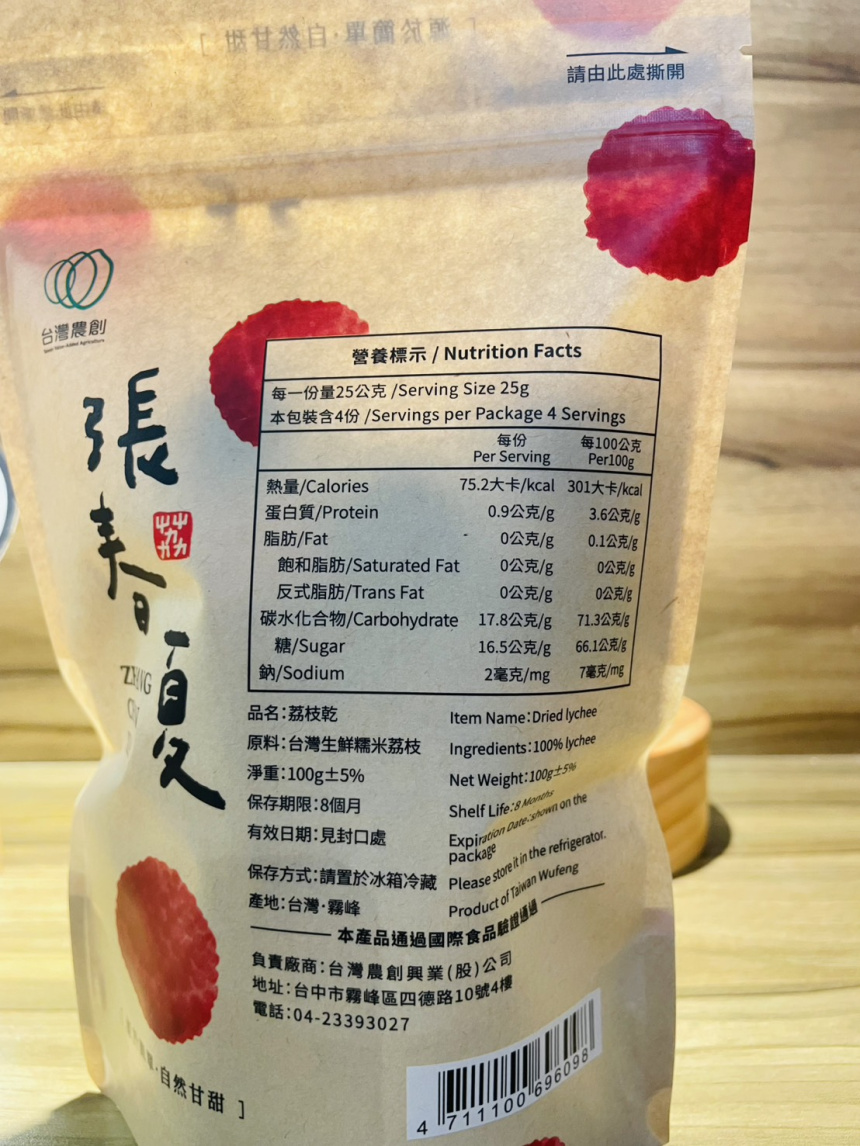 請由此處撕開
台灣農創
張
春
夏
營養標示 / Nutrition Facts
每一份量25公克 /Serving Size 25g
本包裝含4份 /Servings per Package 4 Servings
每份 每100公克
Per Serving Per100g
熱量/Calories 75.2大卡/kcal 301大卡/kcal
蛋白質/Protein 0.9公克/g 3.6公克/g
脂肪/Fat 0公克/g 0.1公克/g
飽和脂肪/Saturated Fat 0公克/g 0公克/g
反式脂肪/Trans Fat 0公克/g 0公克/g
碳水化合物/Carbohydrate 17.8公克/g 71.3公克/g
糖/Sugar 16.5公克/g 66.1公克/g
鈉/Sodium 2毫克/mg 7毫克/mg
品名:荔枝乾 Item Name:Dried lychee
原料:台灣生鮮糯米荔枝 Ingredients:100% lychee
淨重:100g±5% Net Weight:100g±5%
保存期限:8個月 Shelf Life:8 Months
有效日期:見封口處 Expiration Date:shown on the
package
保存方式:請置於冰箱冷藏 Please store it in the refrigerator.
產地:台灣·霧峰 Product of Taiwan Wufeng
本產品通過國際食品驗證通過
負責廠商:台灣農創興業(股)公司
地址:台中市霧峰區四德路10號4樓
電話:04-23393027
·自然甘甜 ]
4 711100 696098